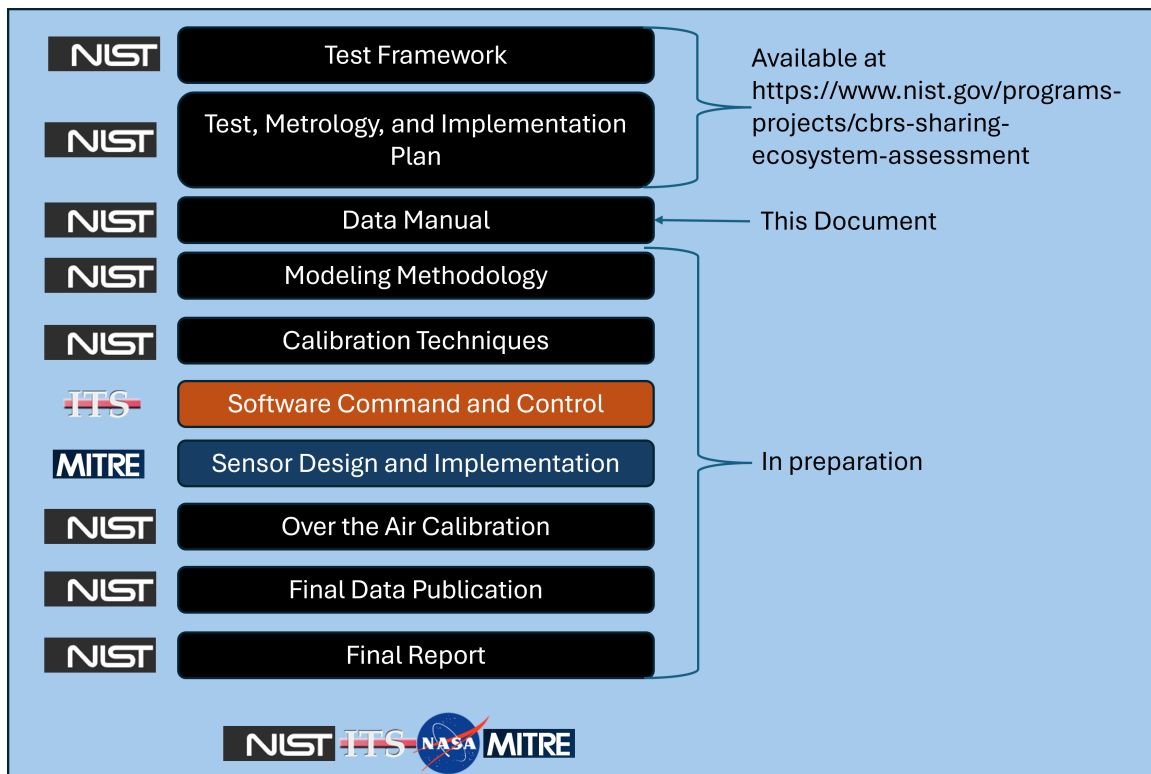 NIST
Test Framework
Available at
https://www.nist.gov/programs-
projects/cbrs-sharing-
ecosystem-assessment
NIST
Test, Metrology, and Implementation
Plan
NIST
Data Manual
This Document
NIST
Modeling Methodology
NIST
Calibration Techniques
ITS
Software Command and Control
MITRE
Sensor Design and Implementation
In preparation
NIST
Over the Air Calibration
NIST
Final Data Publication
NIST
Final Report
NIST ITS NASA MITRE